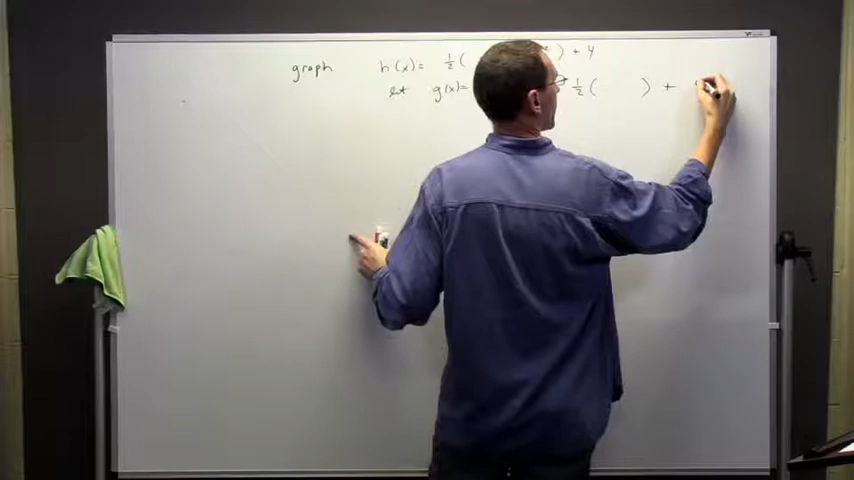 graph h(x)= 1/2( ) + 4
let g(x)= 1/2( ) +